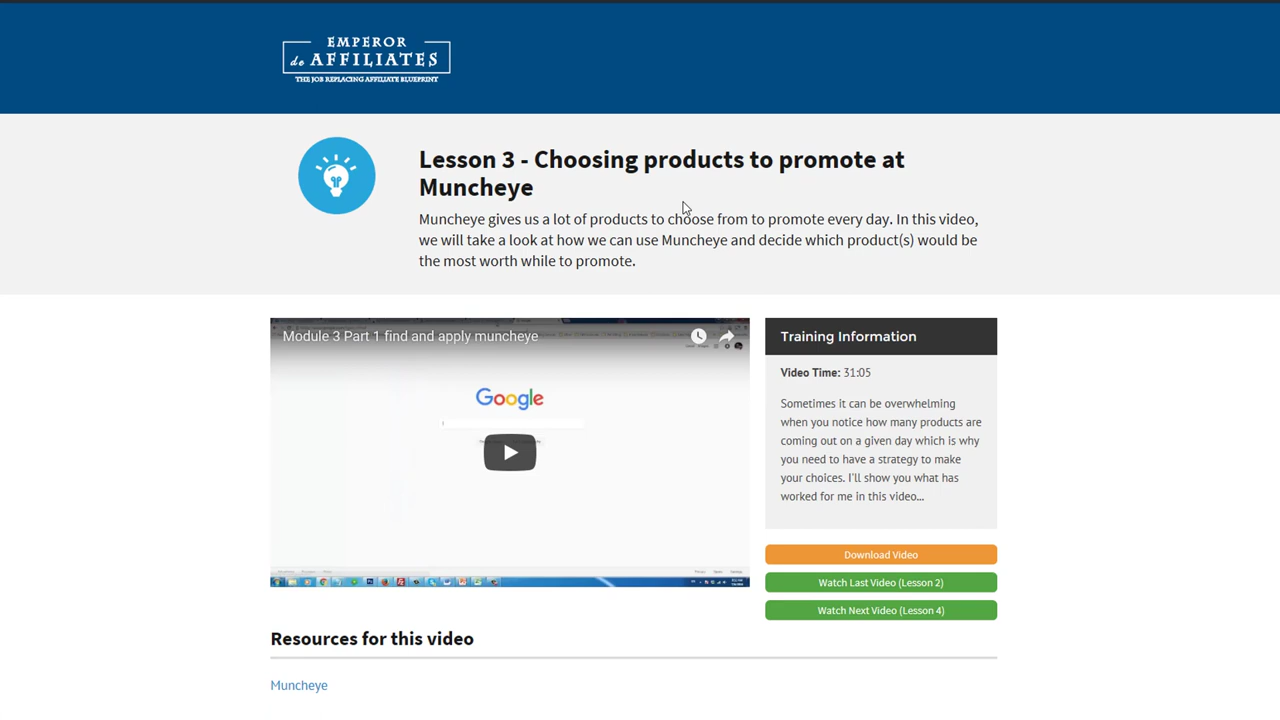 EMPEROR
de AFFILIATES
THE JOB REPLACING AFFILIATE BLUEPRINT
Lesson 3 - Choosing products to promote at
Muncheye
Muncheye gives us a lot of products to choose from to promote every day. In this video,
we will take a look at how we can use Muncheye and decide which product(s) would be
the most worth while to promote.
Module 3 Part 1 find and apply muncheye
Google
Training Information
Video Time: 31:05
Sometimes it can be overwhelming
when you notice how many products are
coming out on a given day which is why
you need to have a strategy to make
your choices. I'll show you what has
worked for me in this video...
Download Video
Watch Last Video (Lesson 2)
Watch Next Video (Lesson 4)
Resources for this video
Muncheye